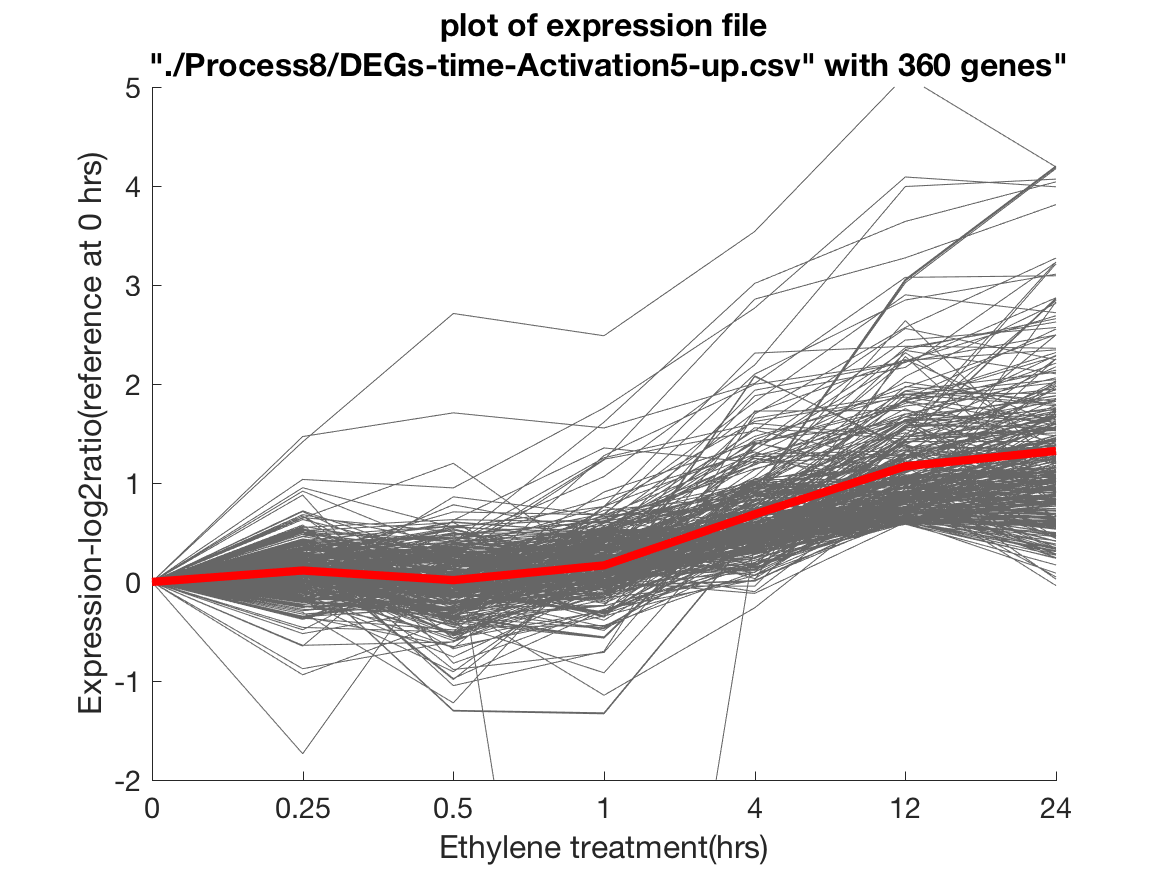 plot of expression file
"./Process8/DEGs-time-Activation5-up.csv" with 360 genes"
Expression-log2ratio(reference at 0 hrs)
5
4
3
2
1
0
-1
-2
0 0.25 0.5 1 4 12 24
Ethylene treatment(hrs)